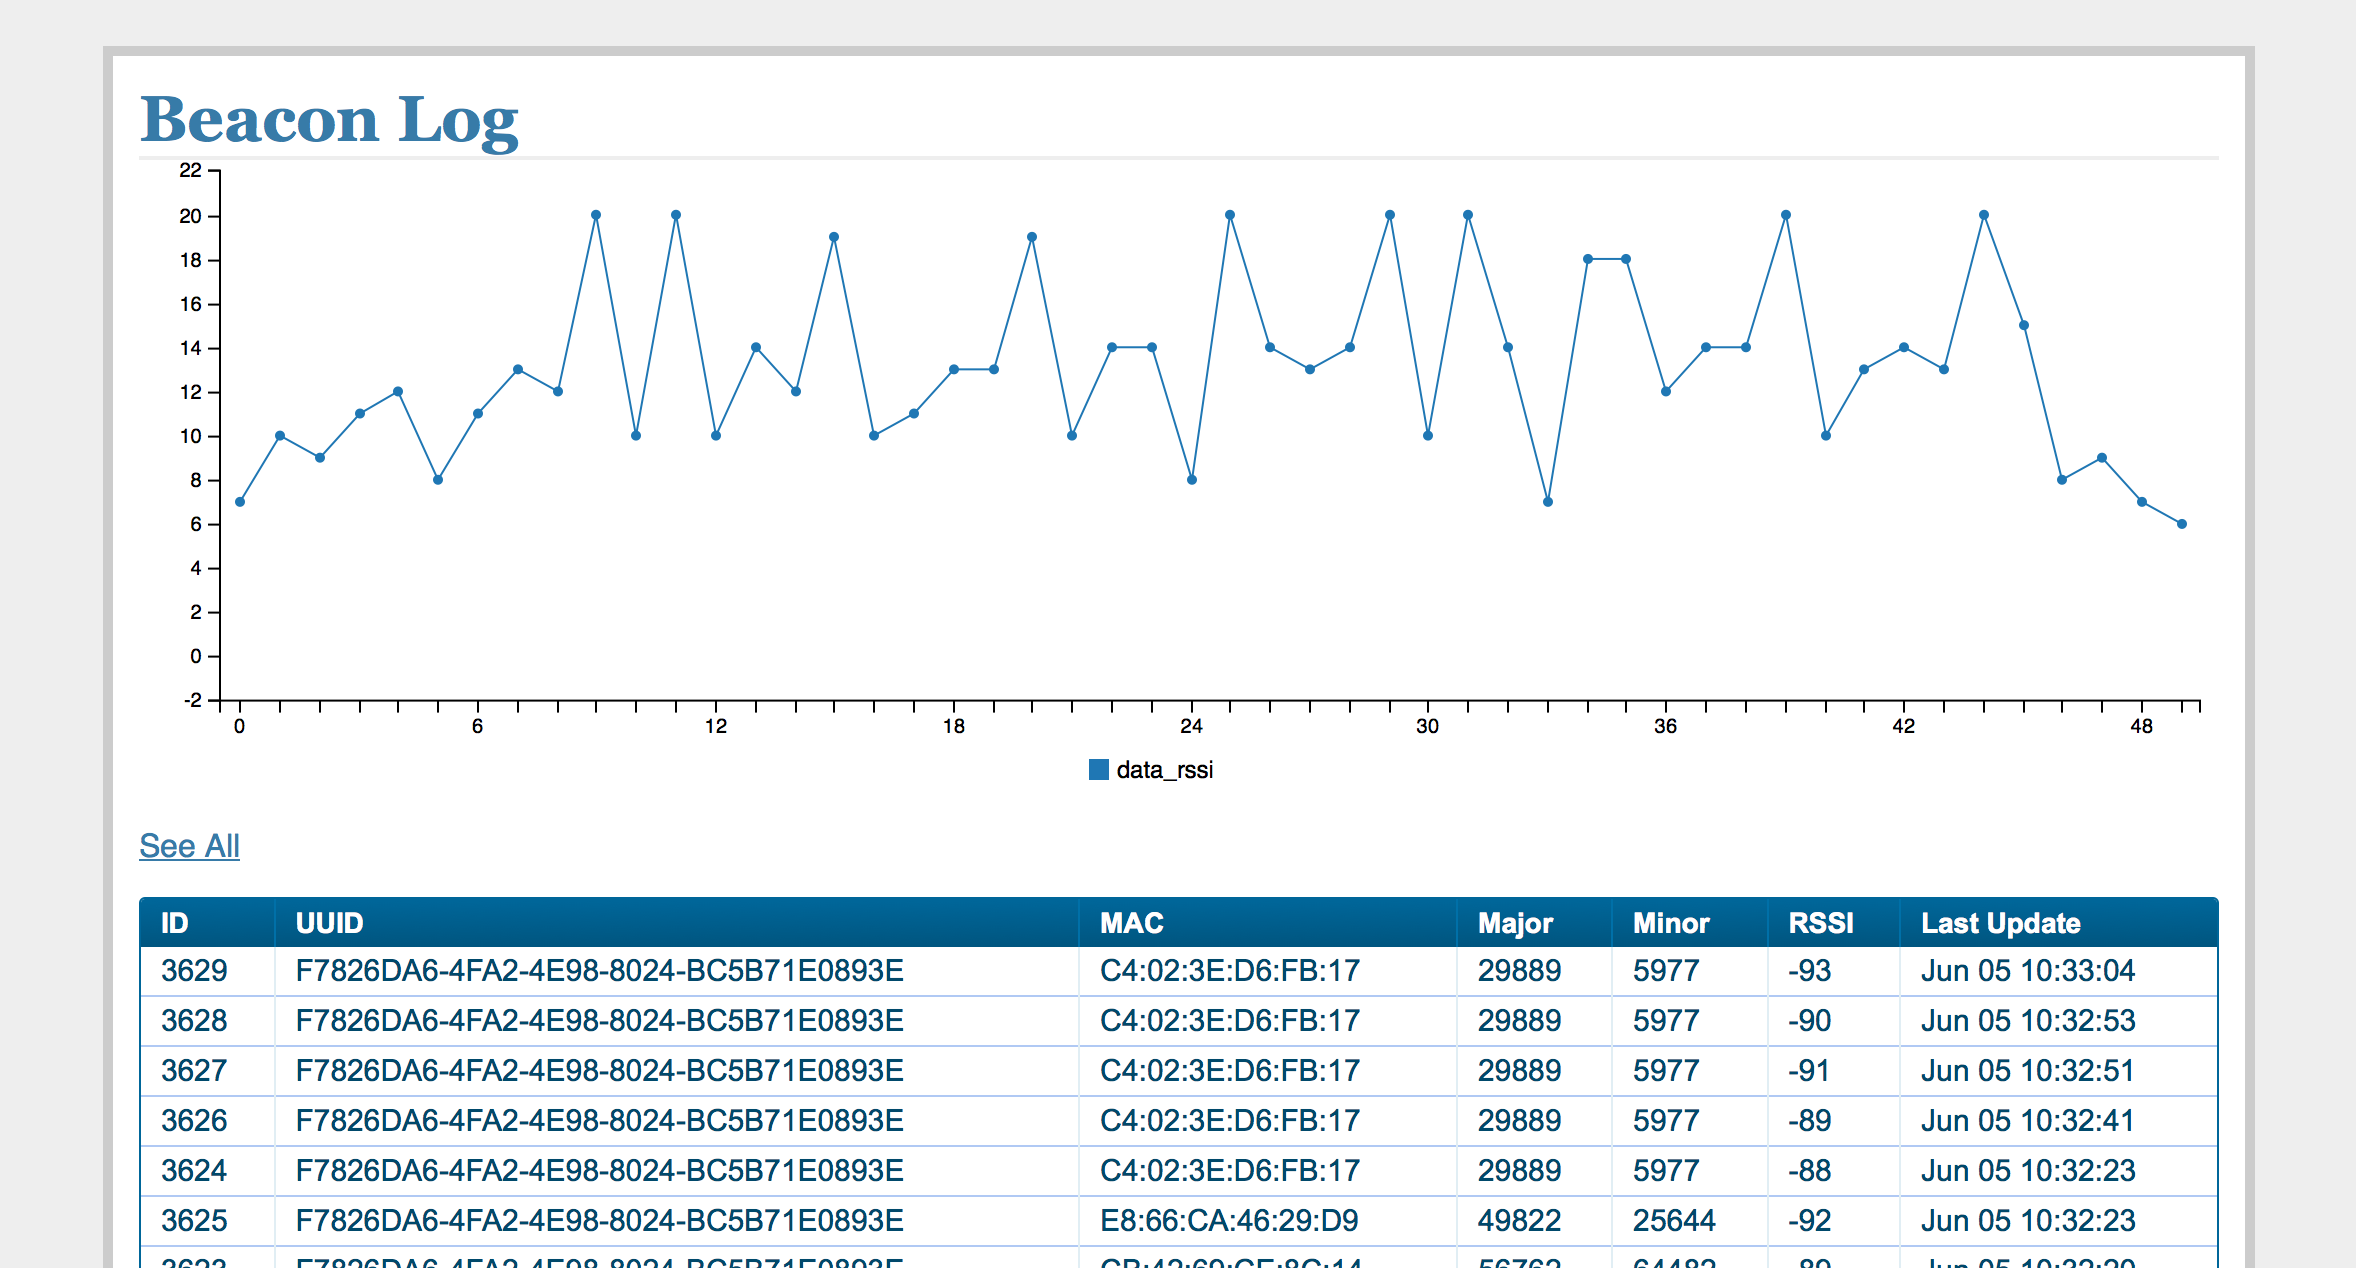 Beacon Log
22
20
18
16
14
12
10
8
6
4
2
0
-2
0 6 12 18 24 30 36 42 48
data_rssi
See All
ID UUID MAC Major Minor RSSI Last Update
3629 F7826DA6-4FA2-4E98-8024-BC5B71E0893E C4:02:3E:D6:FB:17 29889 5977 -93 Jun 05 10:33:04
3628 F7826DA6-4FA2-4E98-8024-BC5B71E0893E C4:02:3E:D6:FB:17 29889 5977 -90 Jun 05 10:32:53
3627 F7826DA6-4FA2-4E98-8024-BC5B71E0893E C4:02:3E:D6:FB:17 29889 5977 -91 Jun 05 10:32:51
3626 F7826DA6-4FA2-4E98-8024-BC5B71E0893E C4:02:3E:D6:FB:17 29889 5977 -89 Jun 05 10:32:41
3624 F7826DA6-4FA2-4E98-8024-BC5B71E0893E C4:02:3E:D6:FB:17 29889 5977 -88 Jun 05 10:32:23
3625 F7826DA6-4FA2-4E98-8024-BC5B71E0893E E8:66:CA:46:29:D9 49822 25644 -92 Jun 05 10:32:23